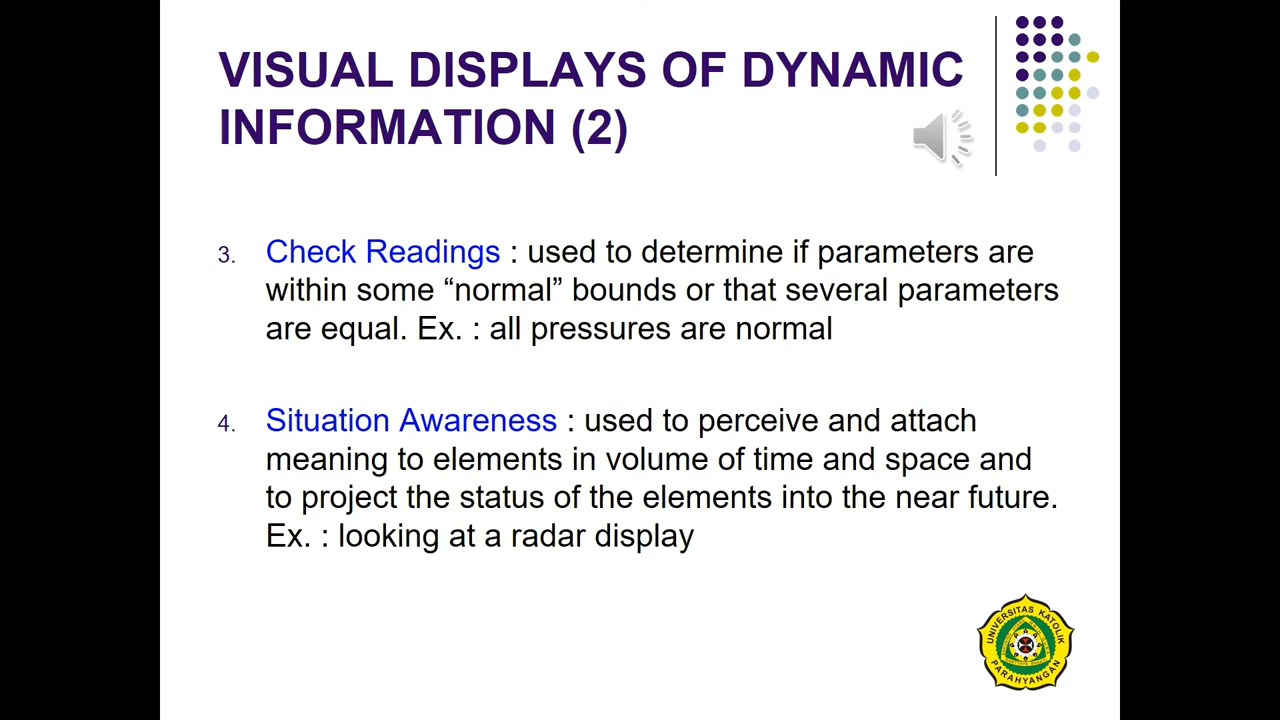 VISUAL DISPLAYS OF DYNAMIC
INFORMATION (2)
3. Check Readings : used to determine if parameters are
within some “normal” bounds or that several parameters
are equal. Ex. : all pressures are normal
4. Situation Awareness : used to perceive and attach
meaning to elements in volume of time and space and
to project the status of the elements into the near future.
Ex. : looking at a radar display
UNIVERSITAS KATOLIK
PARAHYANGAN